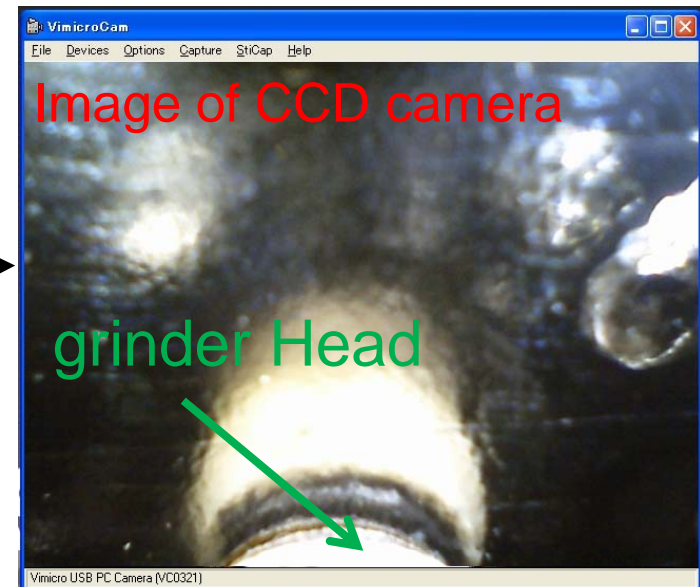 VimicroCam
File Devices Options Capture StiCap Help
Image of CCD camera
grinder Head
Vimicro USB PC Camera (VC0321)